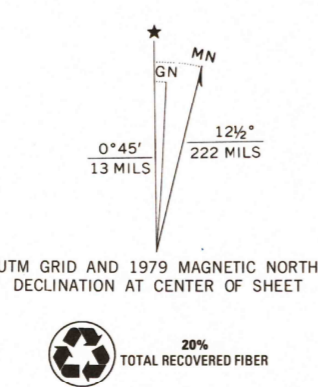 ★
MN
GN
0°45′
13 MILS
12½°
222 MILS
UTM GRID AND 1979 MAGNETIC NORTH
DECLINATION AT CENTER OF SHEET
20%
TOTAL RECOVERED FIBER